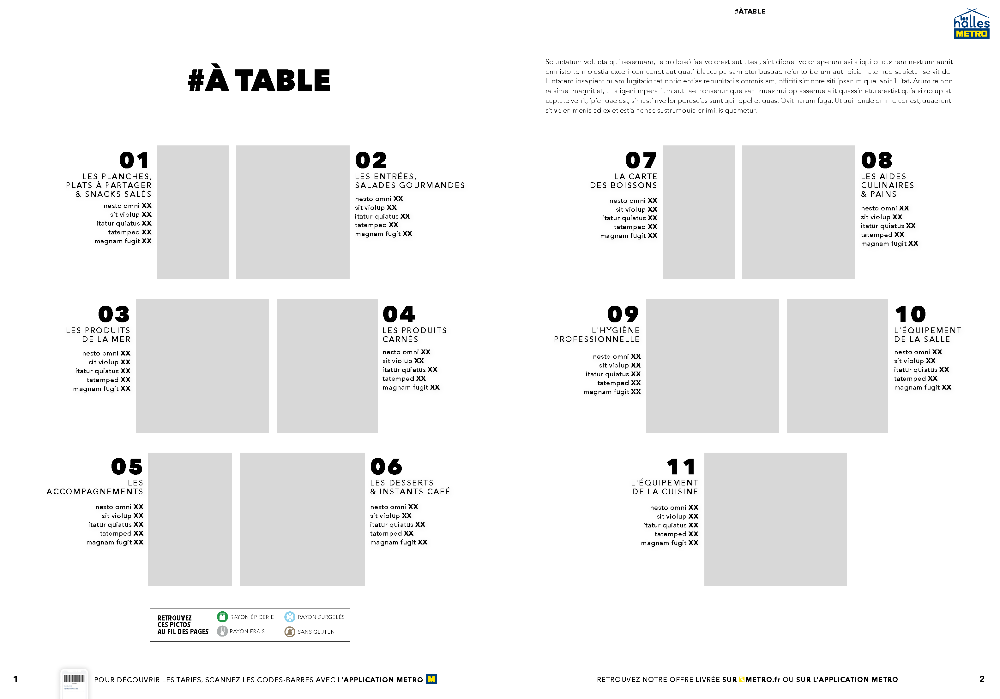 #À TABLE
01
LES PLANCHES,
PLATS À PARTAGER
& SNACKS SALÉS
nesto omni XX
sit violup XX
itatur quiatus XX
tatemped XX
magnam fugit XX
02
LES ENTRÉES,
SALADES GOURMANDES
nesto omni XX
sit violup XX
itatur quiatus XX
tatemped XX
magnam fugit XX
03
LES PRODUITS
DE LA MER
nesto omni XX
sit violup XX
itatur quiatus XX
tatemped XX
magnam fugit XX
04
LES PRODUITS
CARNÉS
nesto omni XX
sit violup XX
itatur quiatus XX
tatemped XX
magnam fugit XX
05
LES
ACCOMPAGNEMENTS
nesto omni XX
sit violup XX
itatur quiatus XX
tatemped XX
magnam fugit XX
06
LES DESSERTS
& INSTANTS CAFÉ
nesto omni XX
sit violup XX
itatur quiatus XX
tatemped XX
magnam fugit XX
RETROUVEZ
CES PICTOS
AU FIL DES PAGES
RAYON ÉPICERIE
RAYON SURGELÉS
RAYON FRAIS
SANS GLUTEN
1
POUR DÉCOUVRIR LES TARIFS, SCANNEZ LES CODES-BARRES AVEC L'APPLICATION METRO M
#ÀTABLE
les
halles
METRO
Soluptatum voluptatqui resequam, te dolloreiciae volorest aut utest, sint dionet volor aperum asi aliqui occus rem nestrum audit
omnisto te molestia exceri con conet aut quati blacculpa sam eturibusdae reiunto berum aut reicia natempo sapietur se vit do-
luptatem ipsapient quam fugitatio tet porio entias repuditatiis comnis am, officiti simpore siti ipsanim que lanihil litat. Arum re non
ra simet magnit et, ut aligeni mperatium aut rae nonserumque sant quas qui optasseque alit quassin eturerestist quia si doluptati
cuptate venit, ipiendae est, simusti nvellor porescias sunt qui repel et quas. Ovit harum fuga. Ut qui rende ommo conest, quaerunti
sit velenimenis ad ex et estia nonse sustrumquia enimi, is quametur.
07
LA CARTE
DES BOISSONS
nesto omni XX
sit violup XX
itatur quiatus XX
tatemped XX
magnam fugit XX
08
LES AIDES
CULINAIRES
& PAINS
nesto omni XX
sit violup XX
itatur quiatus XX
tatemped XX
magnam fugit XX
09
L'HYGIÈNE
PROFESSIONNELLE
nesto omni XX
sit violup XX
itatur quiatus XX
tatemped XX
magnam fugit XX
10
L'ÉQUIPEMENT
DE LA SALLE
nesto omni XX
sit violup XX
itatur quiatus XX
tatemped XX
magnam fugit XX
11
L'ÉQUIPEMENT
DE LA CUISINE
nesto omni XX
sit violup XX
itatur quiatus XX
tatemped XX
magnam fugit XX
RETROUVEZ NOTRE OFFRE LIVRÉE SUR METRO.fr OU SUR L’APPLICATION METRO
2